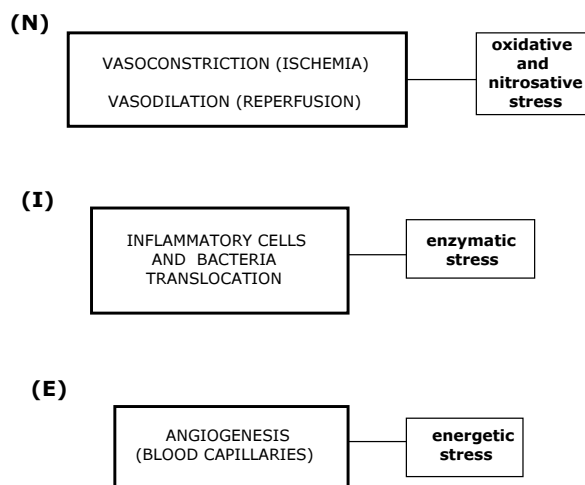 (N)
VASOCONSTRICTION (ISCHEMIA)
VASODILATION (REPERFUSION)
oxidative
and
nitrosative
stress
(I)
INFLAMMATORY CELLS
AND BACTERIA
TRANSLOCATION
enzymatic
stress
(E)
ANGIOGENESIS
(BLOOD CAPILLARIES)
energetic
stress